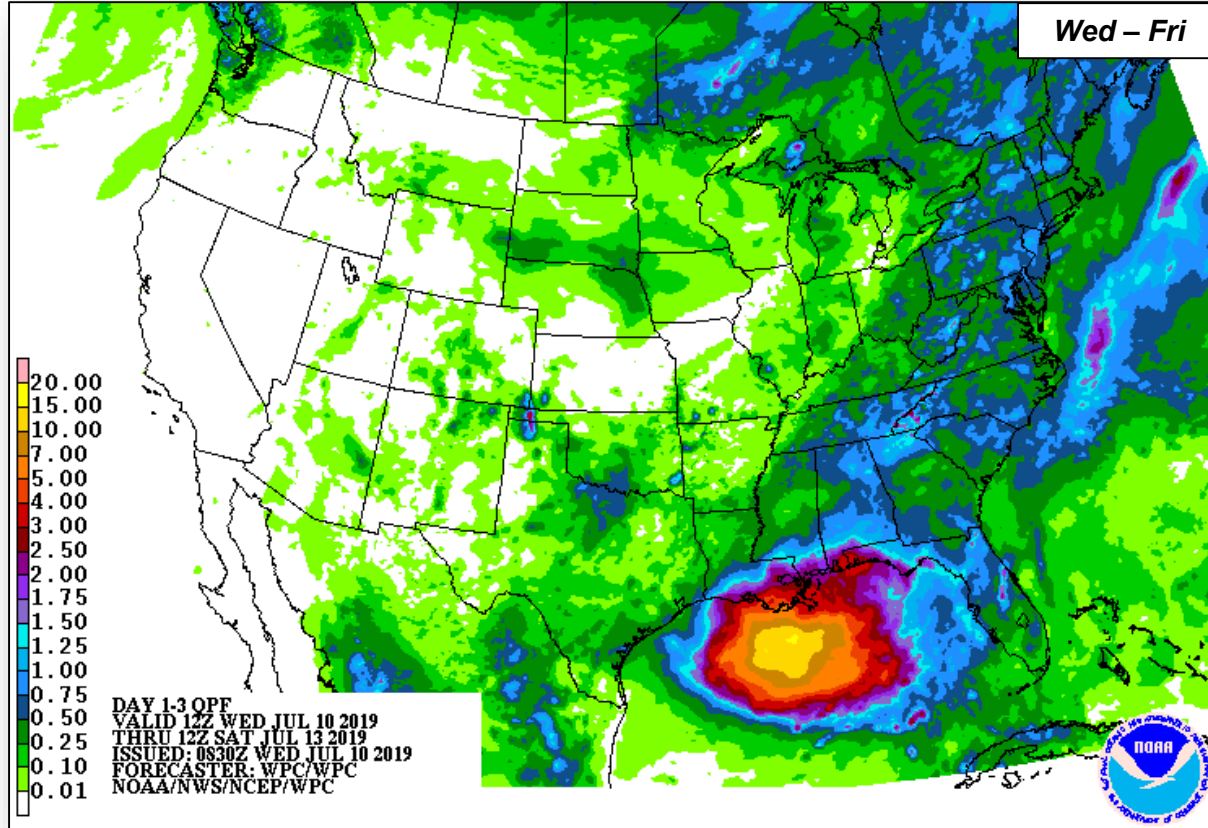 Wed – Fri
20.00
15.00
10.00
7.00
5.00
4.00
3.00
2.50
2.00
1.75
1.50
1.25
1.00
0.75
0.50
0.25
0.10
0.01
DAY 1-3 QPF
VALID 12Z WED JUL 10 2019
THRU 12Z SAT JUL 13 2019
ISSUED: 0830Z WED JUL 10 2019
FORECASTER: WPC/WPC
NOAA/NWS/NCEP/WPC
NOAA